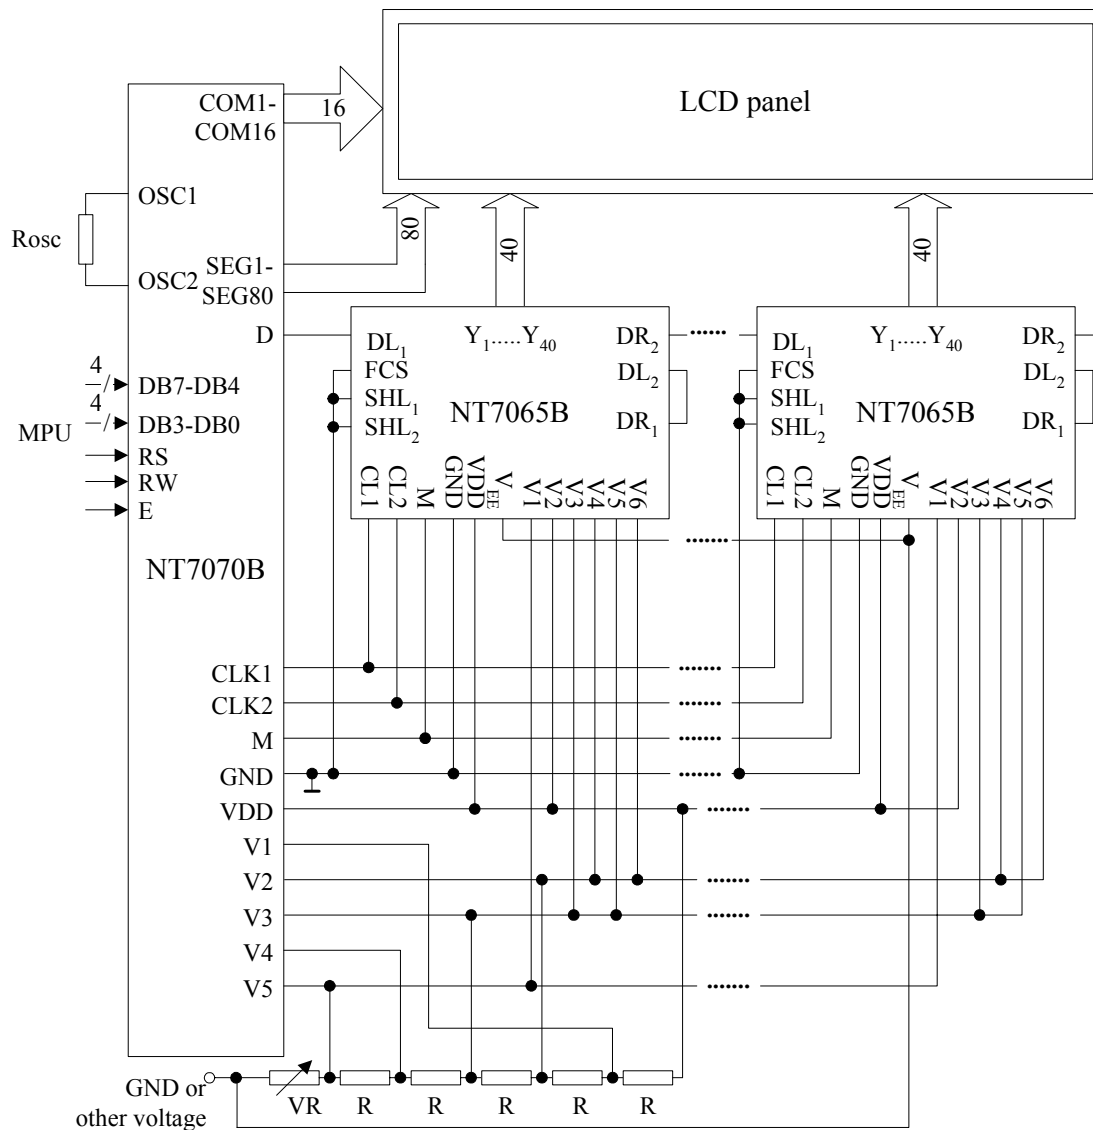 LCD panel
COM1-
COM16
16
OSC1
Rosc
OSC2
SEG1-
SEG80
80
40
40
D
DL1
Y1.....Y40
DR2
FCS
DL2
SHL1
NT7065B
SHL2
DR1
CL1
CL2
M
GND
VDD
VEE
V1
V2
V3
V4
V5
V6
DL1
Y1.....Y40
DR2
FCS
DL2
SHL1
NT7065B
SHL2
DR1
CL1
CL2
M
GND
VDD
VEE
V1
V2
V3
V4
V5
V6
4
DB7-DB4
4
DB3-DB0
MPU
RS
RW
E
NT7070B
CLK1
CLK2
M
GND
VDD
V1
V2
V3
V4
V5
GND or
other voltage
VR
R
R
R
R
R